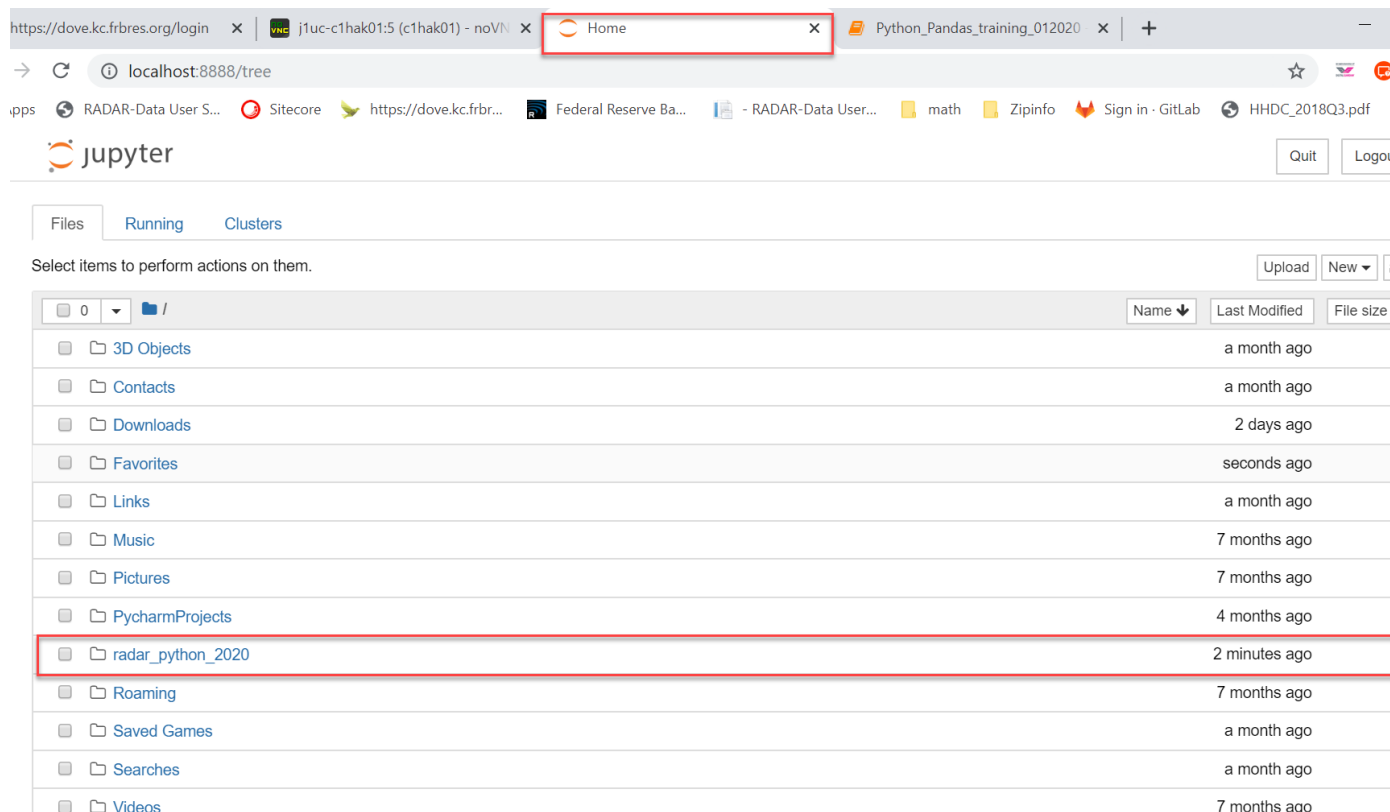 https://dove.kc.frbres.org/login j1uc-c1hak01:5 (c1hak01) - noVN Home Python_Pandas_training_012020
localhost:8888/tree
RADAR-Data User S... Sitecore https://dove.kc.frbr... Federal Reserve Ba... - RADAR-Data User... math Zipinfo Sign in · GitLab HHDC_2018Q3.pdf
jupyter Quit Logou
Files Running Clusters
Select items to perform actions on them. Upload New
0 / Name Last Modified File size
3D Objects a month ago
Contacts a month ago
Downloads 2 days ago
Favorites seconds ago
Links a month ago
Music 7 months ago
Pictures 7 months ago
PycharmProjects 4 months ago
radar_python_2020 2 minutes ago
Roaming 7 months ago
Saved Games a month ago
Searches a month ago
Videos 7 months ago